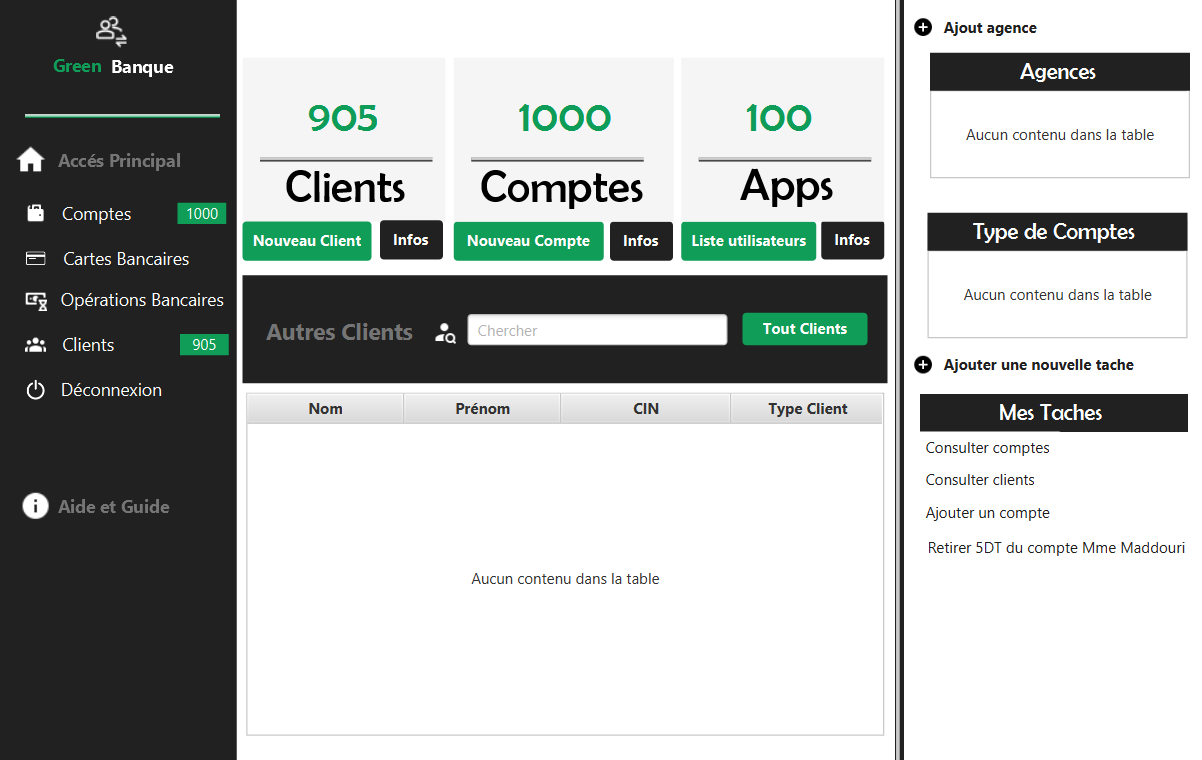 Green Banque
Accés Principal
Comptes 1000
Cartes Bancaires
Opérations Bancaires
Clients 905
Déconnexion
Aide et Guide
905
Clients
Nouveau Client Infos
1000
Comptes
Nouveau Compte Infos
100
Apps
Liste utilisateurs Infos
Autres Clients Chercher Tout Clients
Nom Prénom CIN Type Client
Aucun contenu dans la table
Ajout agence
Agences
Aucun contenu dans la table
Type de Comptes
Aucun contenu dans la table
Ajouter une nouvelle tache
Mes Taches
Consulter comptes
Consulter clients
Ajouter un compte
Retirer 5DT du compte Mme Maddouri